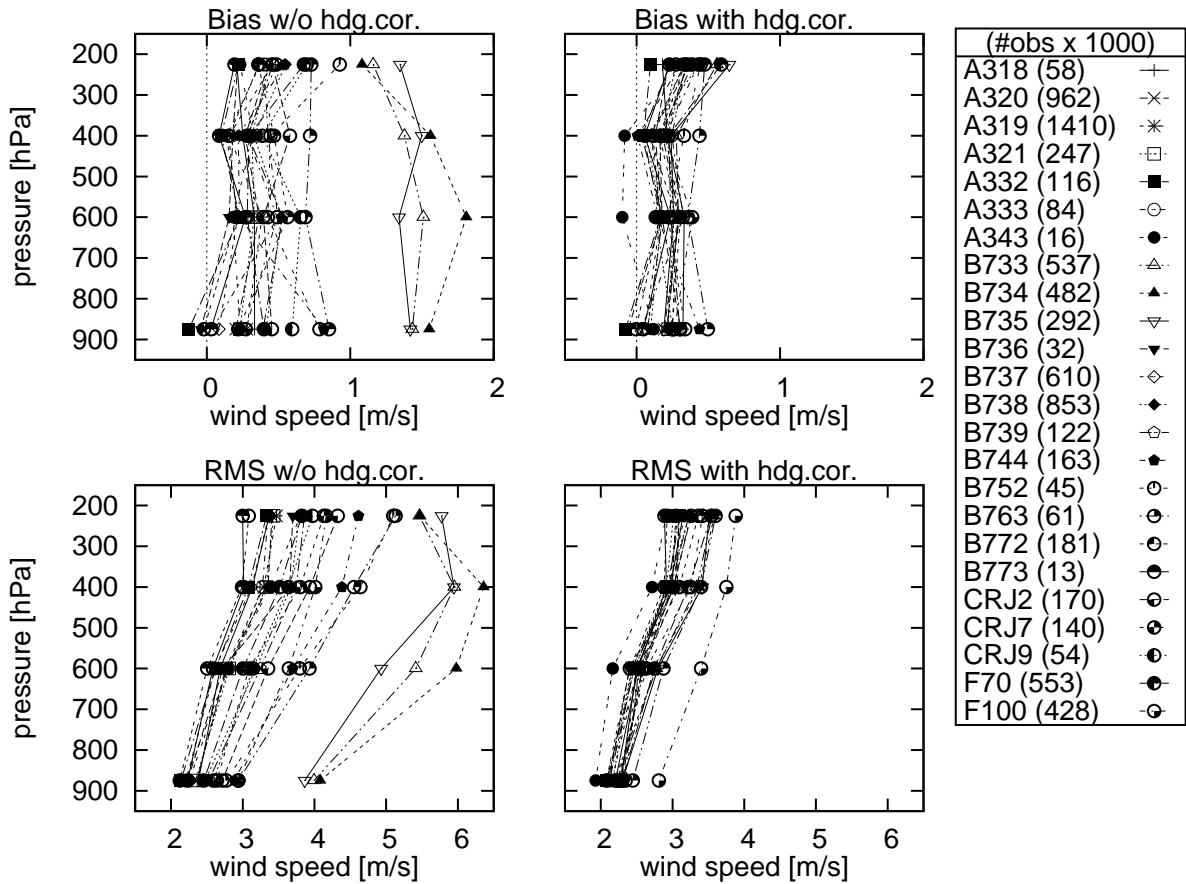 Bias w/o hdg.cor.
200
300
400
500
600
700
800
900
pressure [hPa]
0
1
2
wind speed [m/s]
Bias with hdg.cor.
0
1
2
wind speed [m/s]
RMS w/o hdg.cor.
200
300
400
500
600
700
800
900
pressure [hPa]
2
3
4
5
6
wind speed [m/s]
RMS with hdg.cor.
2
3
4
5
6
wind speed [m/s]
(#obs x 1000)
A318 (58)
A320 (962)
A319 (1410)
A321 (247)
A332 (116)
A333 (84)
A343 (16)
B733 (537)
B734 (482)
B735 (292)
B736 (32)
B737 (610)
B738 (853)
B739 (122)
B744 (163)
B752 (45)
B763 (61)
B772 (181)
B773 (13)
CRJ2 (170)
CRJ7 (140)
CRJ9 (54)
F70 (553)
F100 (428)